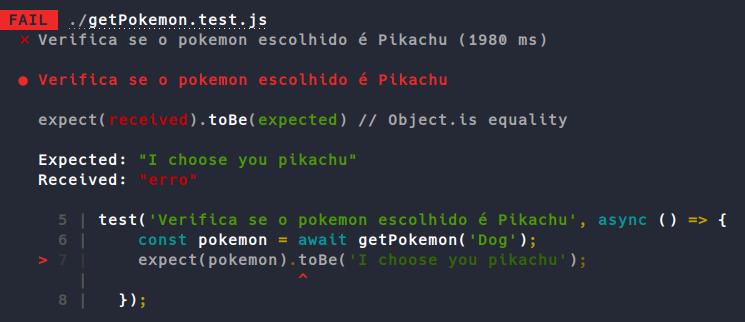 FAIL ./getPokemon.test.js
✕ Verifica se o pokemon escolhido é Pikachu (1980 ms)
● Verifica se o pokemon escolhido é Pikachu
expect(received).toBe(expected) // Object.is equality
Expected: "I choose you pikachu"
Received: "erro"
5 | test('Verifica se o pokemon escolhido é Pikachu', async () => {
6 |     const pokemon = await getPokemon('Dog');
> 7 |     expect(pokemon).toBe('I choose you pikachu');
|                     ^
8 |   });